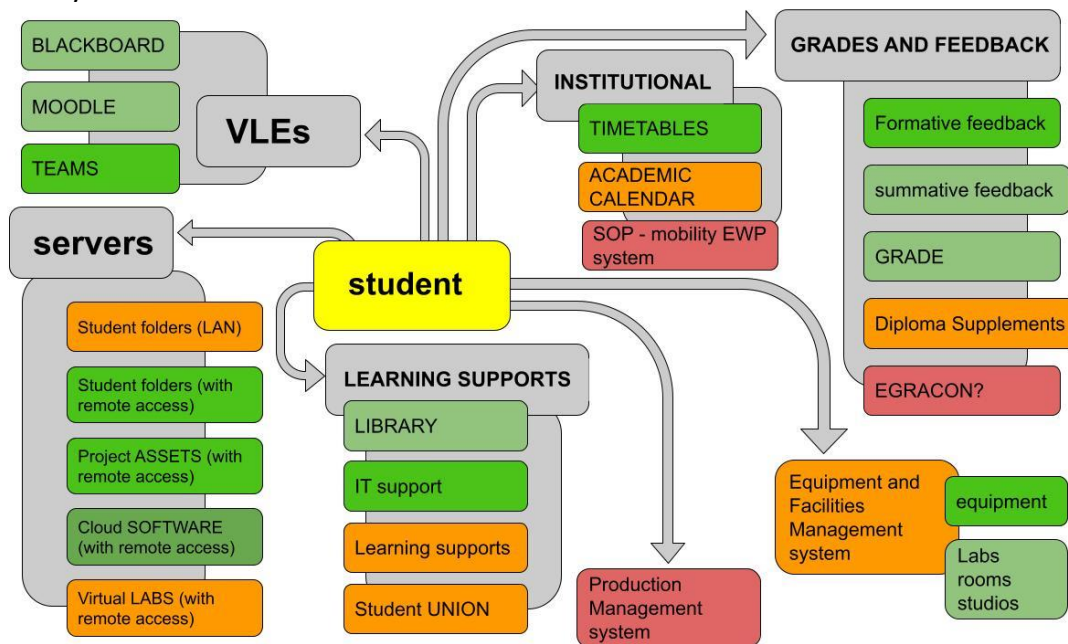 BLACKBOARD
MOODLE
TEAMS
VLEs
servers
Student folders (LAN)
Student folders (with
remote access)
Project ASSETS (with
remote access)
Cloud SOFTWARE
(with remote access)
Virtual LABS (with
remote access)
student
LEARNING SUPPORTS
LIBRARY
IT support
Learning supports
Student UNION
INSTITUTIONAL
TIMETABLES
ACADEMIC
CALENDAR
SOP - mobility EWP
system
GRADES AND FEEDBACK
Formative feedback
summative feedback
GRADE
Diploma Supplements
EGRACON?
Production
Management
system
Equipment and
Facilities
Management
system
equipment
Labs
rooms
studios